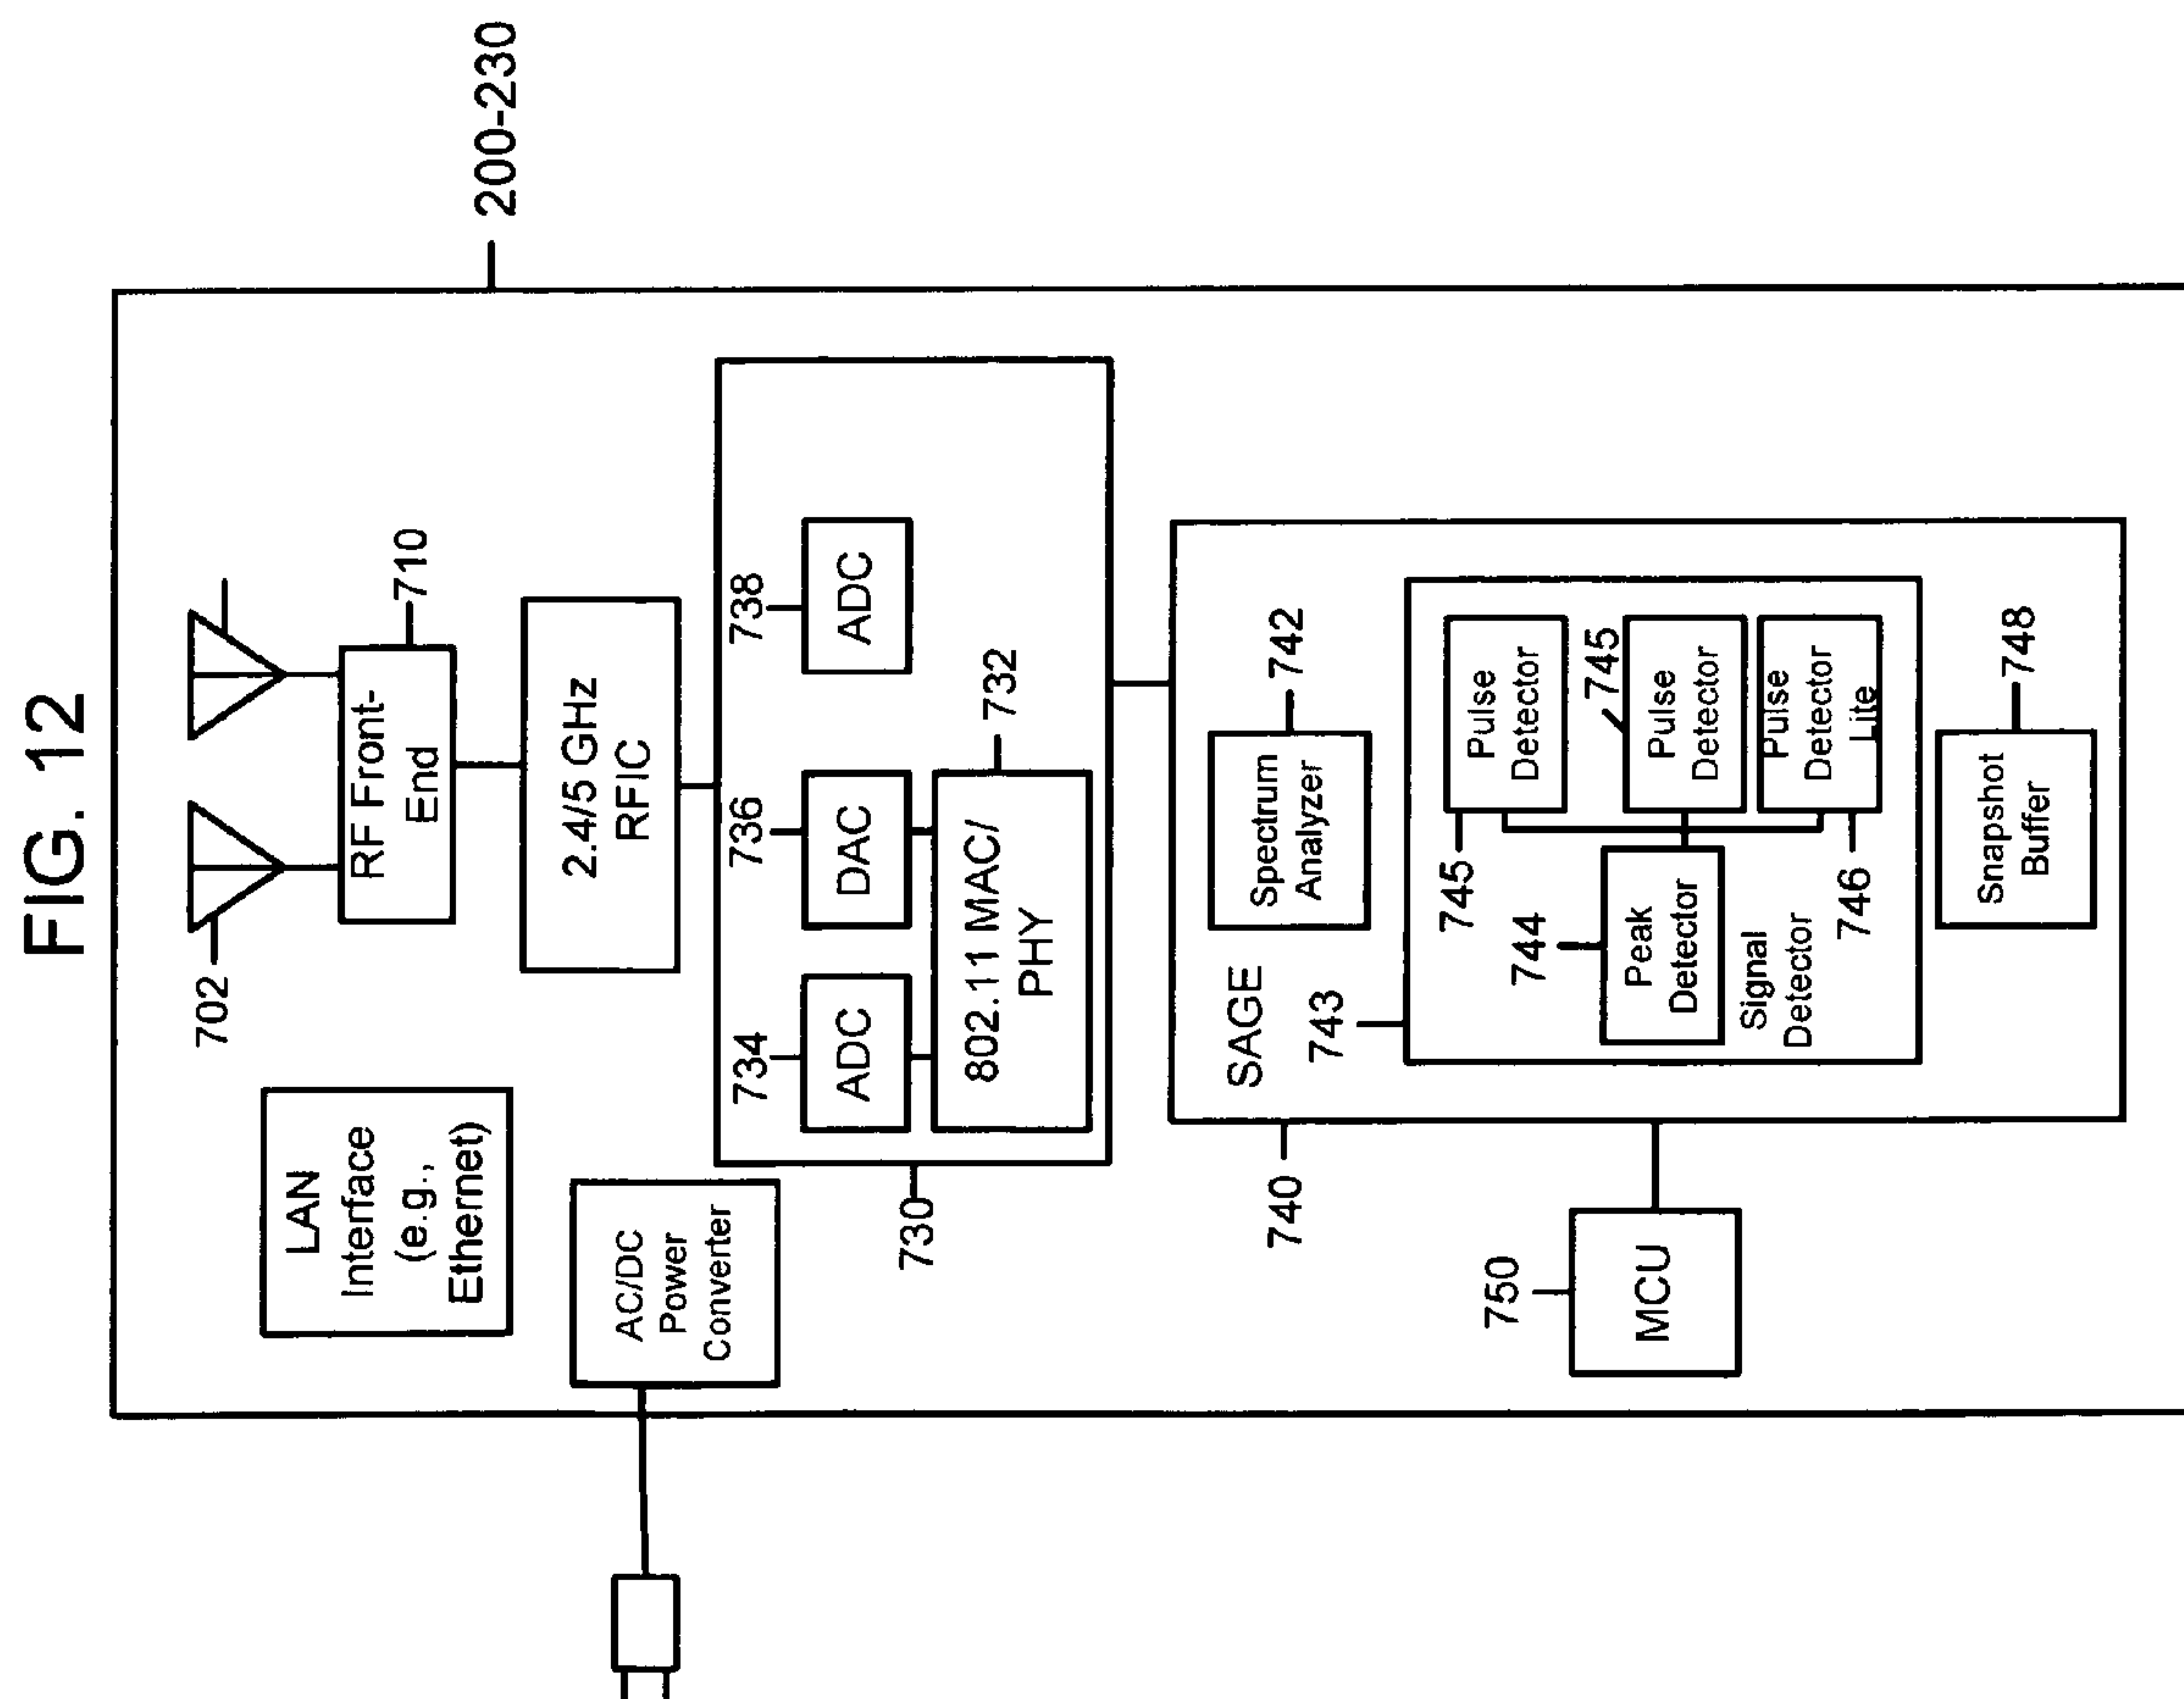 FIG. 12
200-230
702
710
RF Front-
End
2.4/5 GHz
RFIC
LAN
Interface
(e.g.,
Ethernet)
AC/DC
Power
Converter
730
734
ADC
736
DAC
738
ADC
802.11 MAC/
PHY
732
740
SAGE
Spectrum
Analyzer
742
743
744
Peak
Detector
Signal
Detector
745
Pulse
Detector
745
Pulse
Detector
746
Pulse
Detector
Lite
Snapshot
Buffer
748
750
MCU